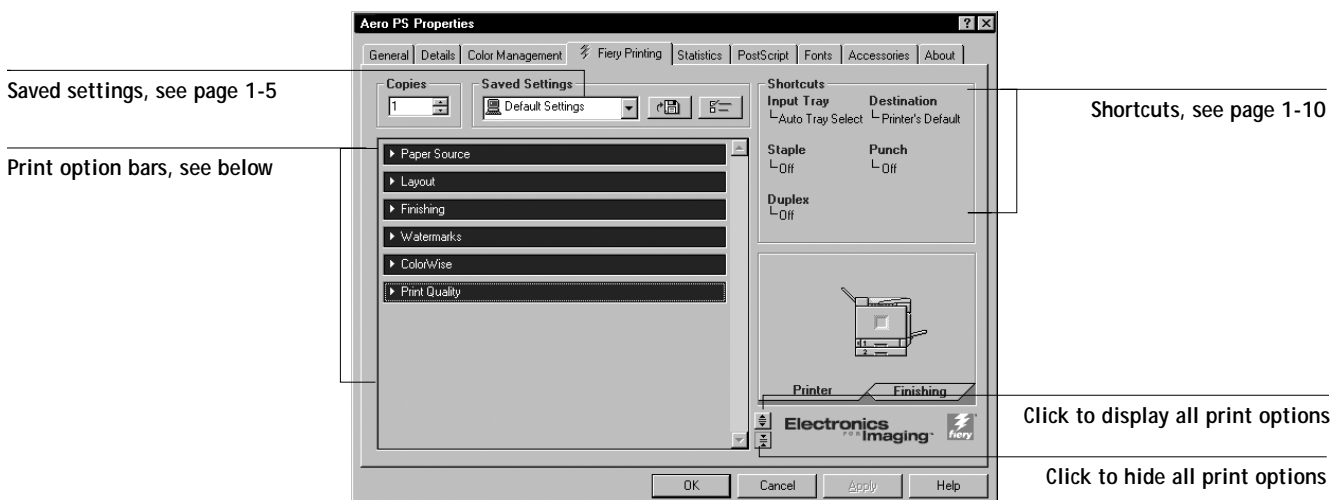 Aero PS Properties
General Details Color Management Fiery Printing Statistics PostScript Fonts Accessories About
Saved settings, see page 1-5
Copies
1
Saved Settings
Default Settings
Shortcuts
Input Tray
Auto Tray Select
Destination
Printer's Default
Staple
Off
Punch
Off
Duplex
Off
Shortcuts, see page 1-10
Print option bars, see below
Paper Source
Layout
Finishing
Watermarks
ColorWise
Print Quality
1
2
Printer
Finishing
Electronics
FOR Imaging™
fiery
Click to display all print options
Click to hide all print options
OK Cancel Apply Help